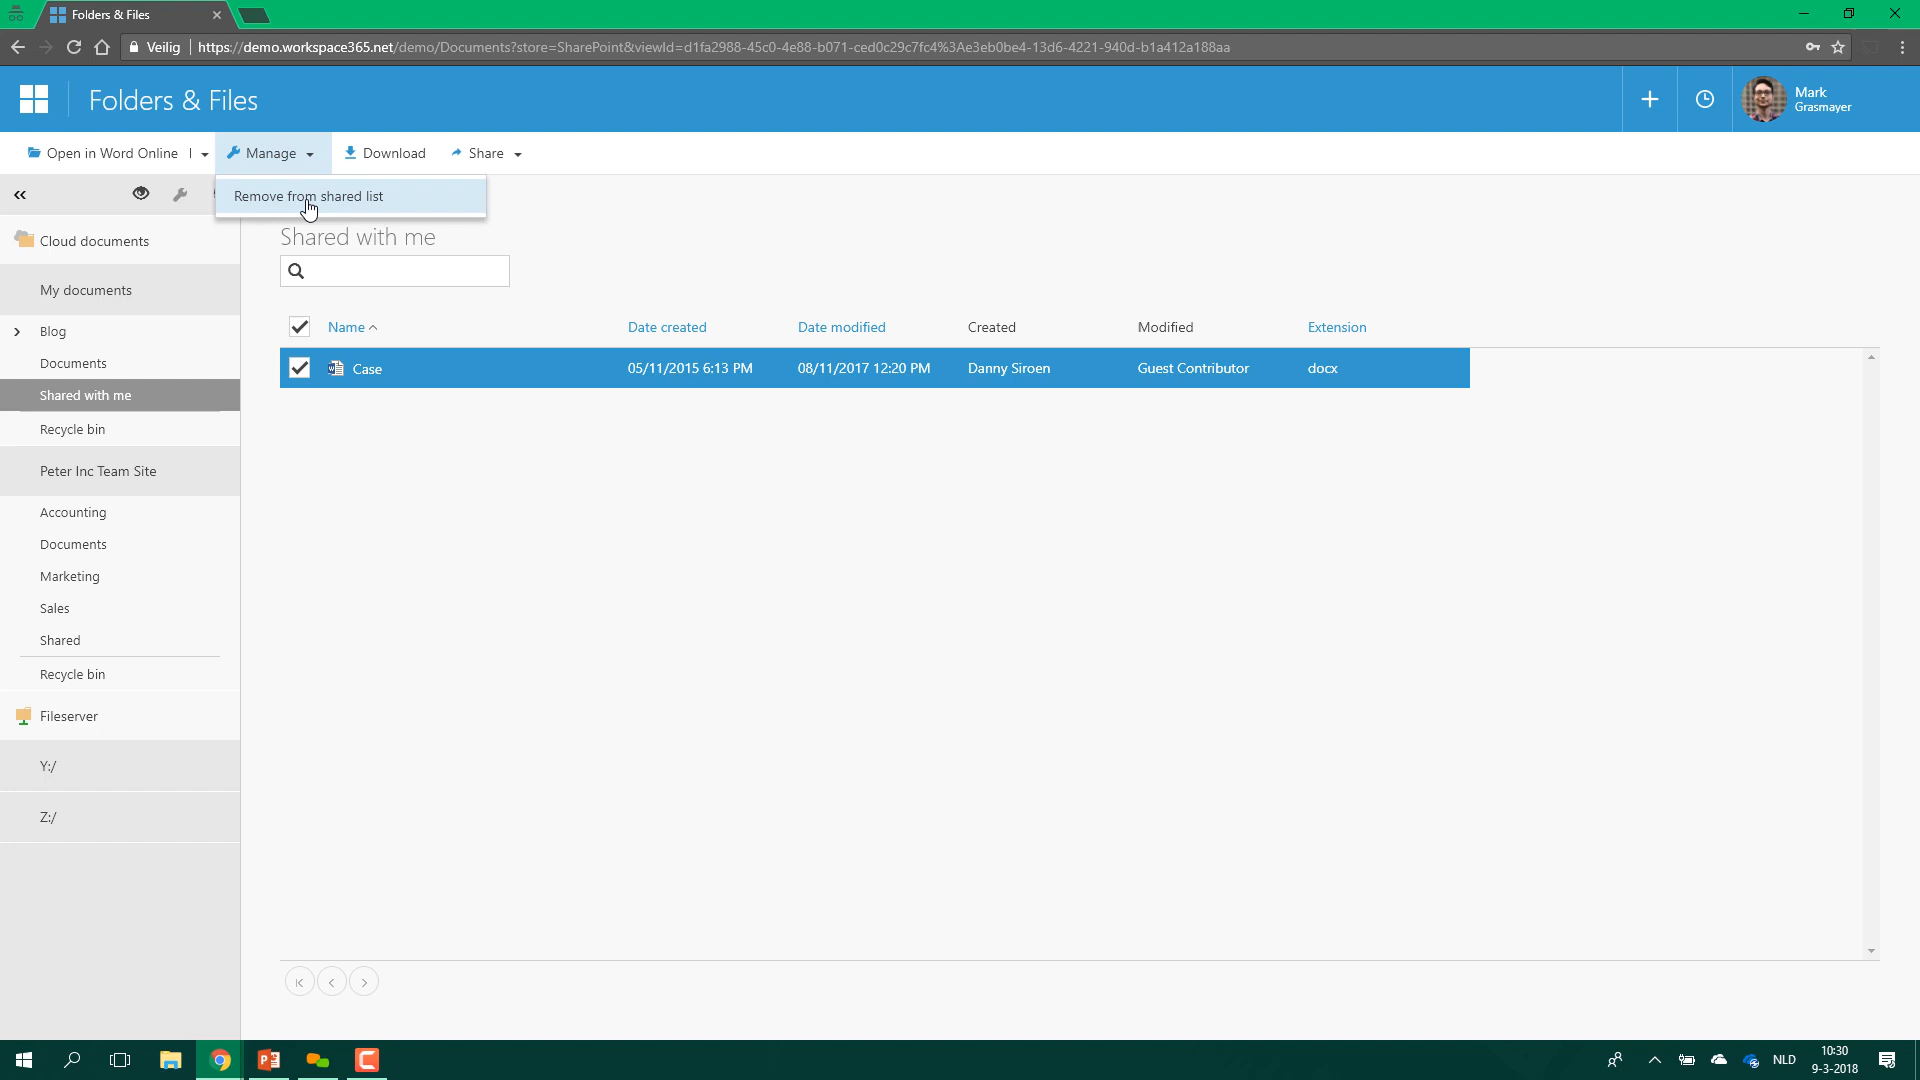 Folders & Files
Veilig
https://demo.workspace365.net/demo/Documents?store=SharePoint&viewId=d1fa2988-45c0-4e88-b071-ced0c29c7fc4%3Ae3eb0be4-13d6-4221-940d-b1a412a188aa
Folders & Files
Mark
Grasmayer
Open in Word Online
Manage
Download
Share
Remove from shared list
Cloud documents
My documents
Blog
Documents
Shared with me
Recycle bin
Peter Inc Team Site
Accounting
Documents
Marketing
Sales
Shared
Recycle bin
Fileserver
Y:/
Z:/
Shared with me
Name Date created Date modified Created Modified Extension
Case 05/11/2015 6:13 PM 08/11/2017 12:20 PM Danny Siroen Guest Contributor docx
NLD
10:30
9-3-2018